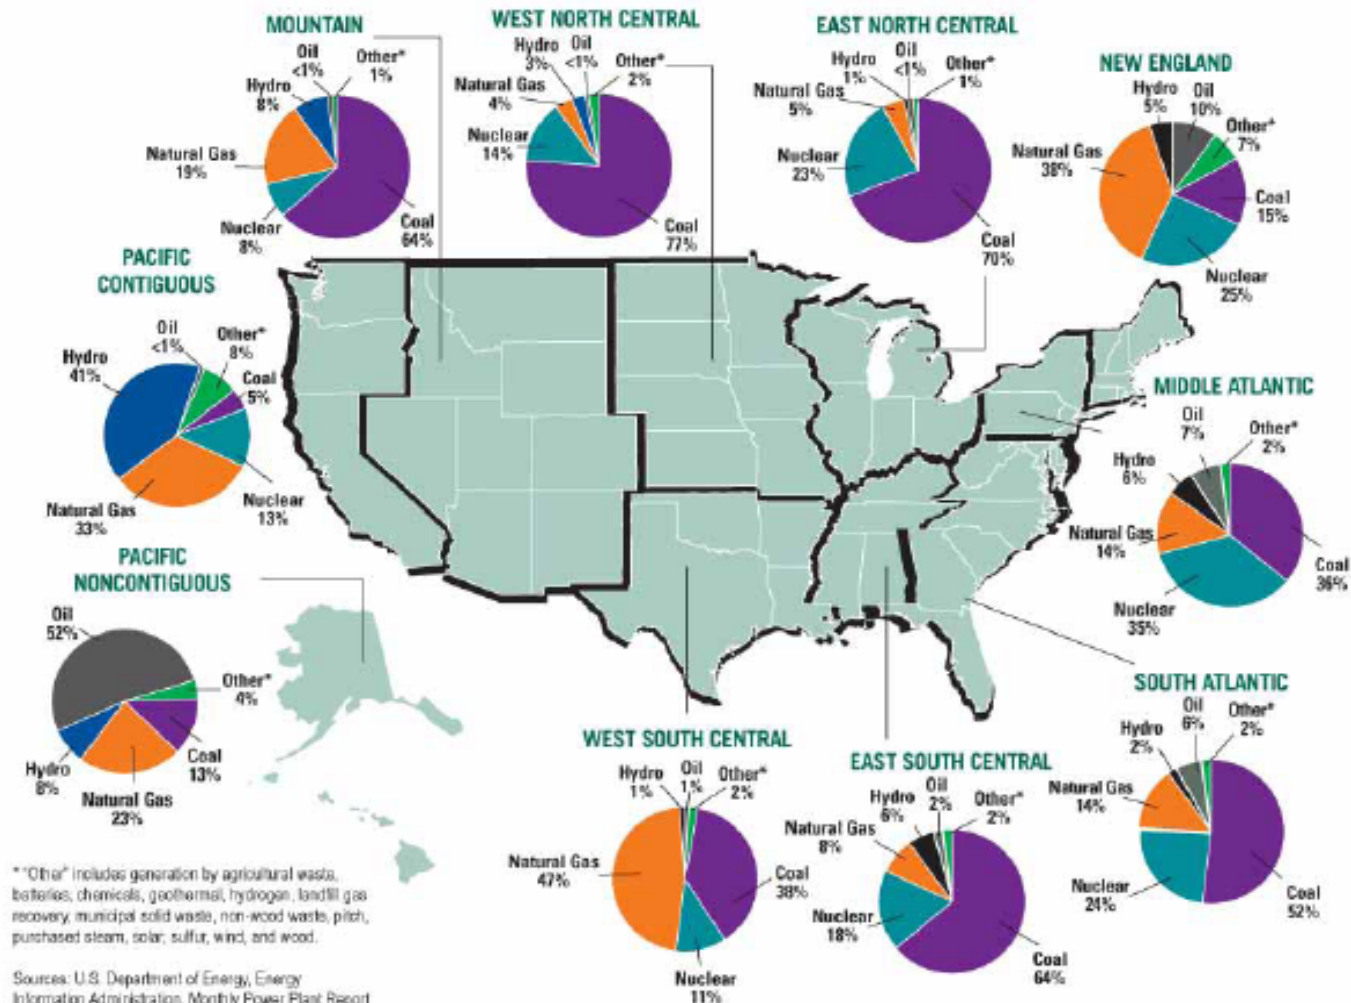 MOUNTAIN
Oil
<1%
Other*
1%
Hydro
8%
Natural Gas
19%
Nuclear
8%
Coal
64%
WEST NORTH CENTRAL
Hydro
3%
Oil
<1%
Other*
2%
Natural Gas
4%
Nuclear
14%
Coal
77%
EAST NORTH CENTRAL
Hydro
1%
Oil
<1%
Other*
1%
Natural Gas
5%
Nuclear
23%
Coal
70%
NEW ENGLAND
Hydro
5%
Oil
10%
Other*
7%
Natural Gas
38%
Coal
15%
Nuclear
25%
PACIFIC
CONTIGUOUS
Oil
<1%
Other*
8%
Hydro
41%
Coal
5%
Natural Gas
33%
Nuclear
13%
MIDDLE ATLANTIC
Oil
7%
Other*
2%
Hydro
6%
Natural Gas
14%
Coal
36%
Nuclear
35%
PACIFIC
NONCONTIGUOUS
Oil
52%
Other*
4%
Coal
13%
Hydro
8%
Natural Gas
23%
WEST SOUTH CENTRAL
Hydro
1%
Oil
1%
Other*
2%
Natural Gas
47%
Coal
38%
Nuclear
11%
EAST SOUTH CENTRAL
Hydro
6%
Oil
2%
Other*
2%
Natural Gas
8%
Nuclear
18%
Coal
64%
SOUTH ATLANTIC
Hydro
2%
Oil
6%
Other*
2%
Natural Gas
14%
Nuclear
24%
Coal
52%
* "Other" includes generation by agricultural waste,
batteries, chemicals, geothermal, hydrogen, landfill gas
recovery, municipal solid waste, non-wood waste, pitch,
purchased steam, solar, sulfur, wind, and wood.
Sources: U.S. Department of Energy, Energy
Information Administration, Monthly Power Plant Report